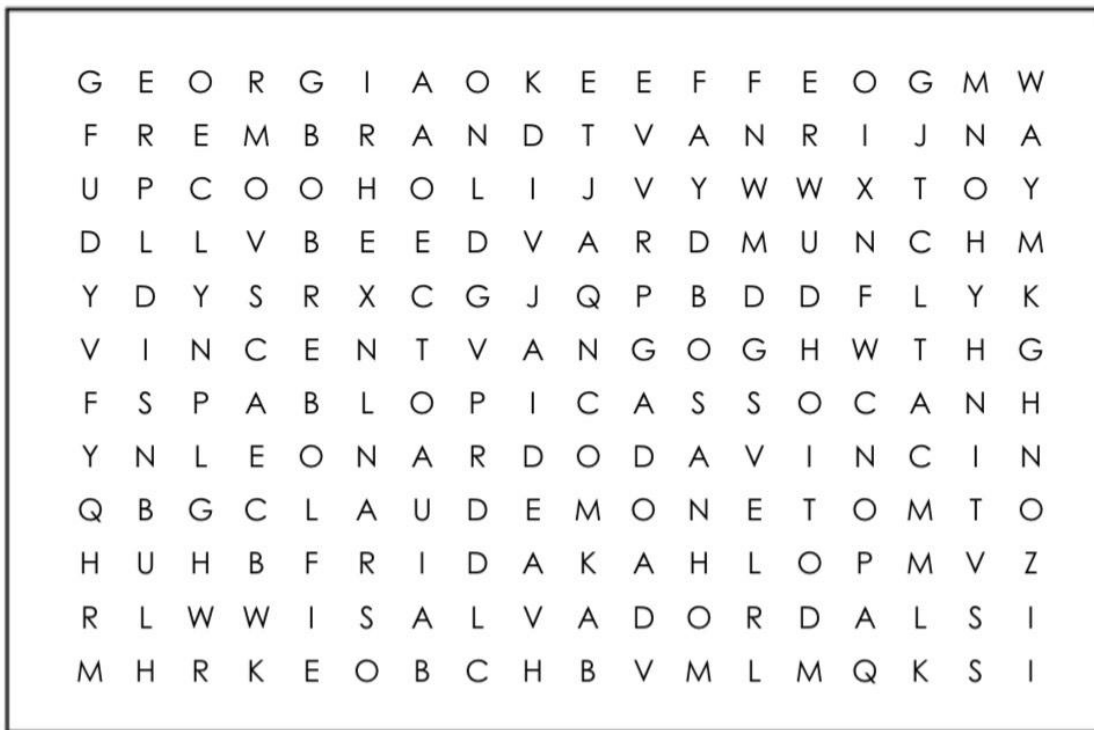 G E O R G I A O K E E F F E O G M W
F R E M B R A N D T V A N R I J N A
U P C O O H O L I J V Y W W X T O Y
D L L V B E E D V A R D M U N C H M
Y D Y S R X C G J Q P B D D F L Y K
V I N C E N T V A N G O G H W T H G
F S P A B L O P I C A S S O C A N H
Y N L E O N A R D O D A V I N C I N
Q B G C L A U D E M O N E T O M T O
H U H B F R I D A K A H L O P M V Z
R L W W I S A L V A D O R D A L S I
M H R K E O B C H B V M L M Q K S I